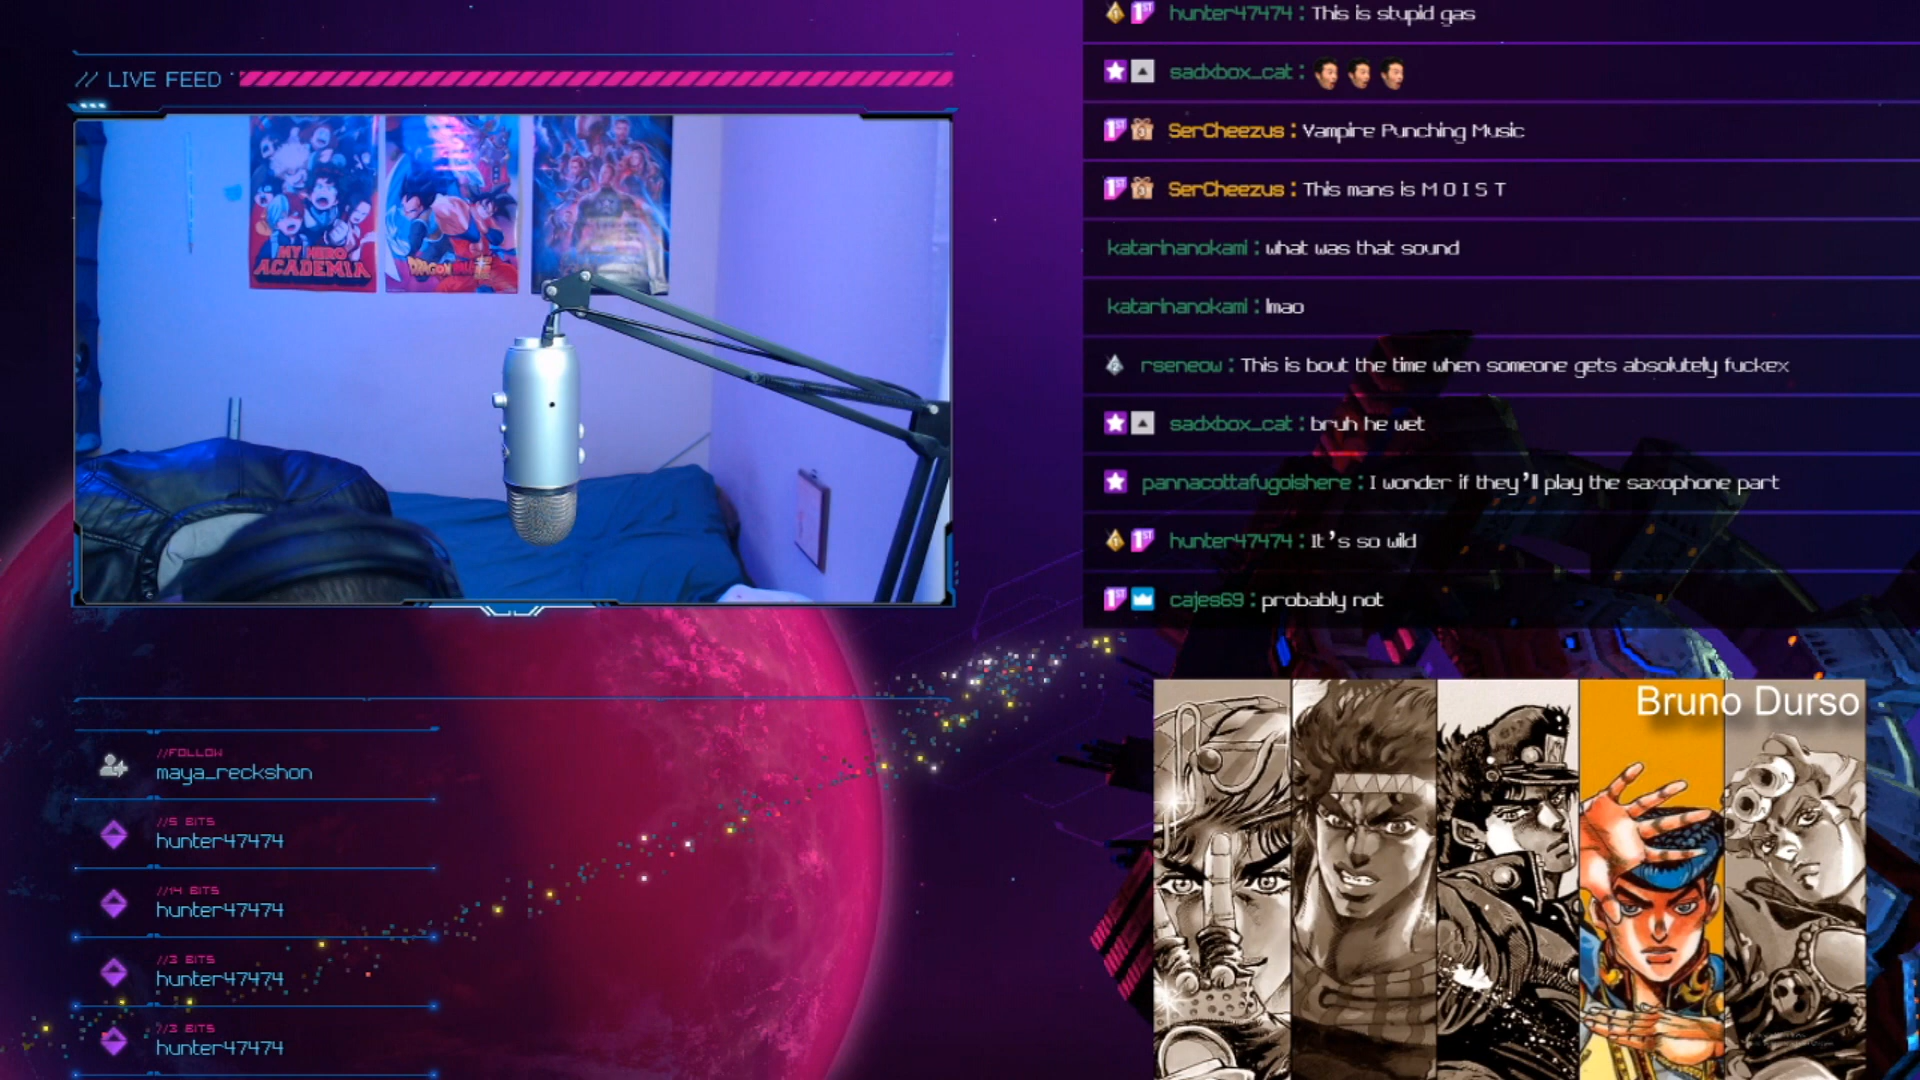 // LIVE FEED
MY HERO
ACADEMIA
DRAGON BALL
hunter47474 : This is stupid gas
sadxbox_cat :
SerCheezus : Vampire Punching Music
SerCheezus : This mans is M O I S T
katarinanokami : what was that sound
katarinanokami : lmao
rseneow : This is bout the time when someone gets absolutely fuckex
sadxbox_cat : bruh he wet
pannacottafugoishere : I wonder if they'll play the saxophone part
hunter47474 : It's so wild
cajes69 : probably not
//FOLLOW
maya_reckshon
//5 BITS
hunter47474
//14 BITS
hunter47474
//3 BITS
hunter47474
//3 BITS
hunter47474
Bruno Durso